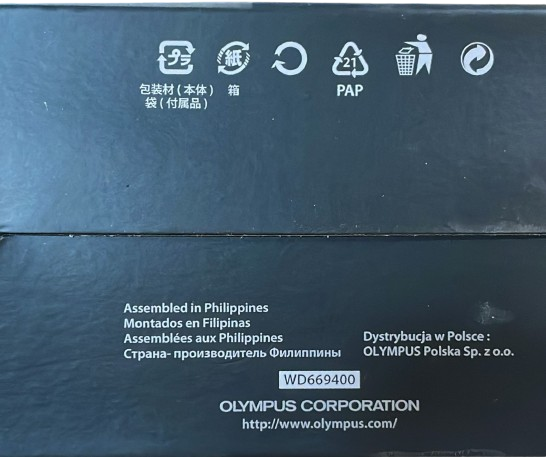 プラ
紙
21
包装材(本体)
袋(付属品)
箱
PAP
Assembled in Philippines
Montados en Filipinas
Assemblées aux Philippines
Страна- производитель Филиппины
Dystrybucja w Polsce :
OLYMPUS Polska Sp. z o.o.
WD669400
OLYMPUS CORPORATION
http://www.olympus.com/